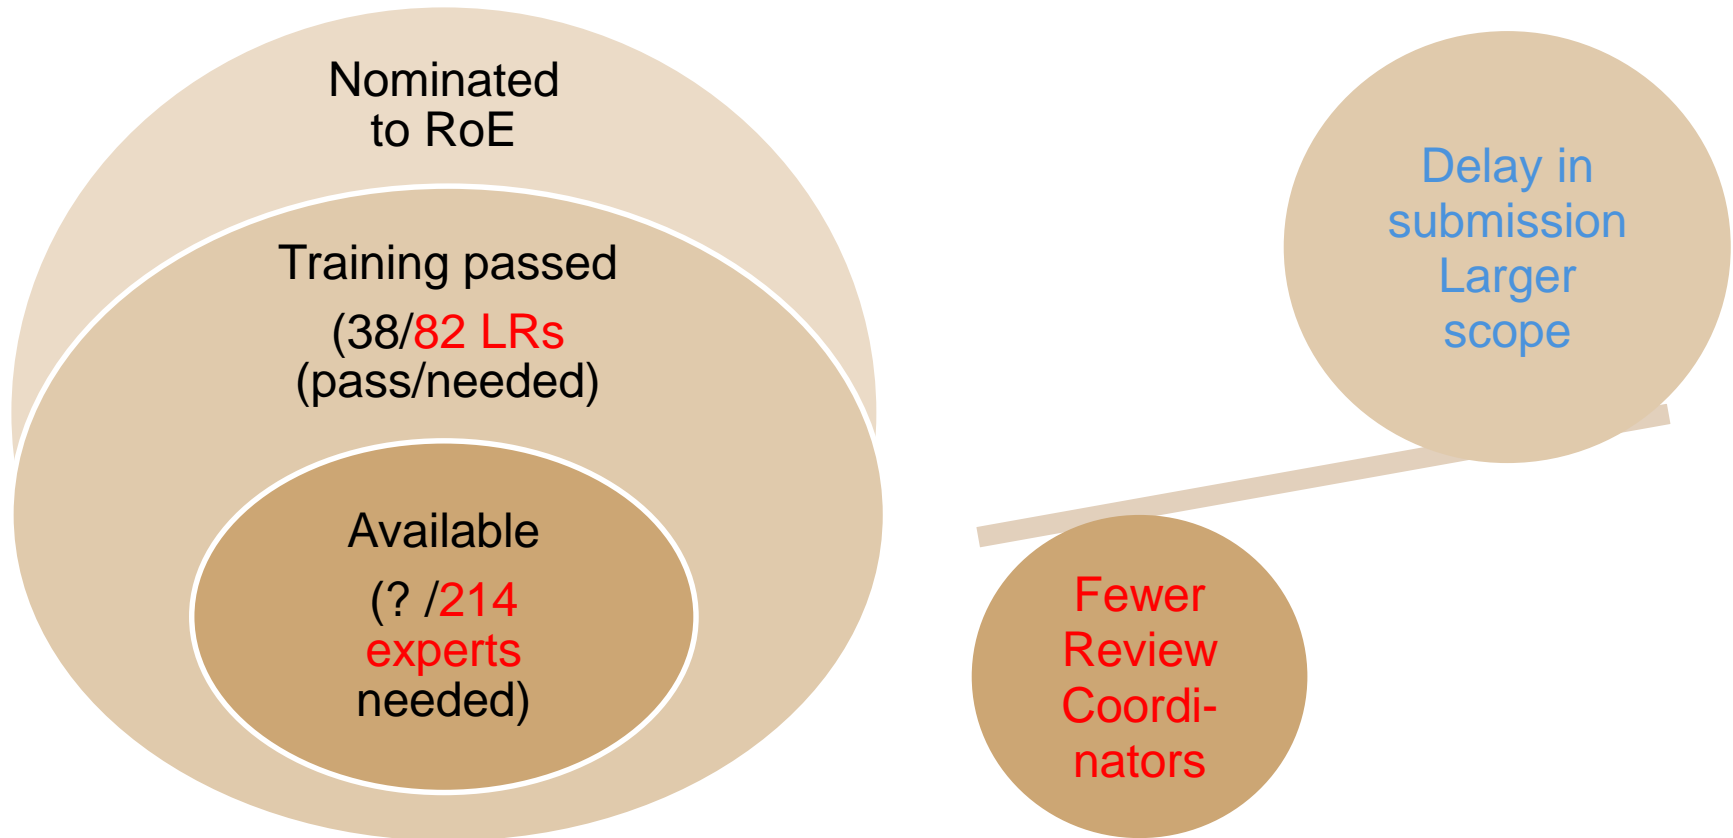 Nominated
to RoE
Training passed
(38/82 LRs
(pass/needed)
Available
(? /214
experts
needed)
Delay in
submission
Larger
scope
Fewer
Review
Coordi-
nators